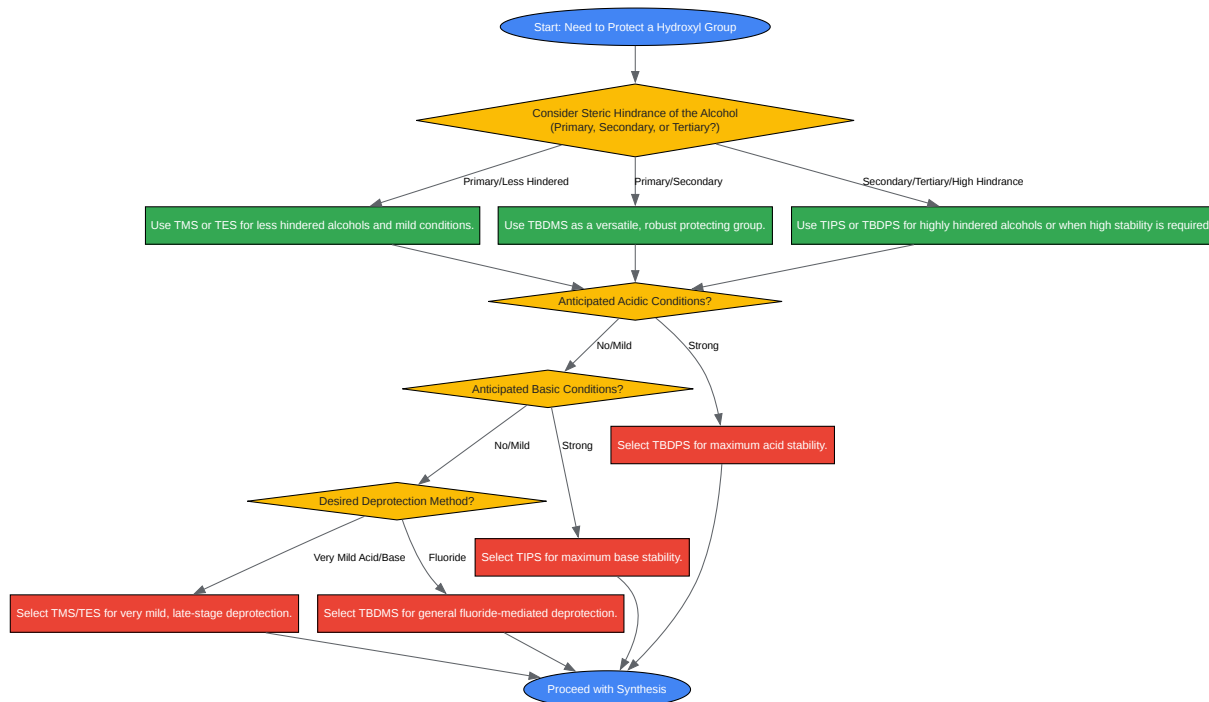 Start: Need to Protect a Hydroxyl Group
Consider Steric Hindrance of the Alcohol
(Primary, Secondary, or Tertiary?)
Primary/Less Hindered
Primary/Secondary
Secondary/Tertiary/High Hindrance
Use TMS or TES for less hindered alcohols and mild conditions.
Use TBDMS as a versatile, robust protecting group.
Use TIPS or TBDPS for highly hindered alcohols or when high stability is required
Anticipated Acidic Conditions?
No/Mild
Strong
Anticipated Basic Conditions?
No/Mild
Strong
Select TBDPS for maximum acid stability.
Desired Deprotection Method?
Very Mild Acid/Base
Fluoride
Select TIPS for maximum base stability.
Select TMS/TES for very mild, late-stage deprotection.
Select TBDMS for general fluoride-mediated deprotection.
Proceed with Synthesis